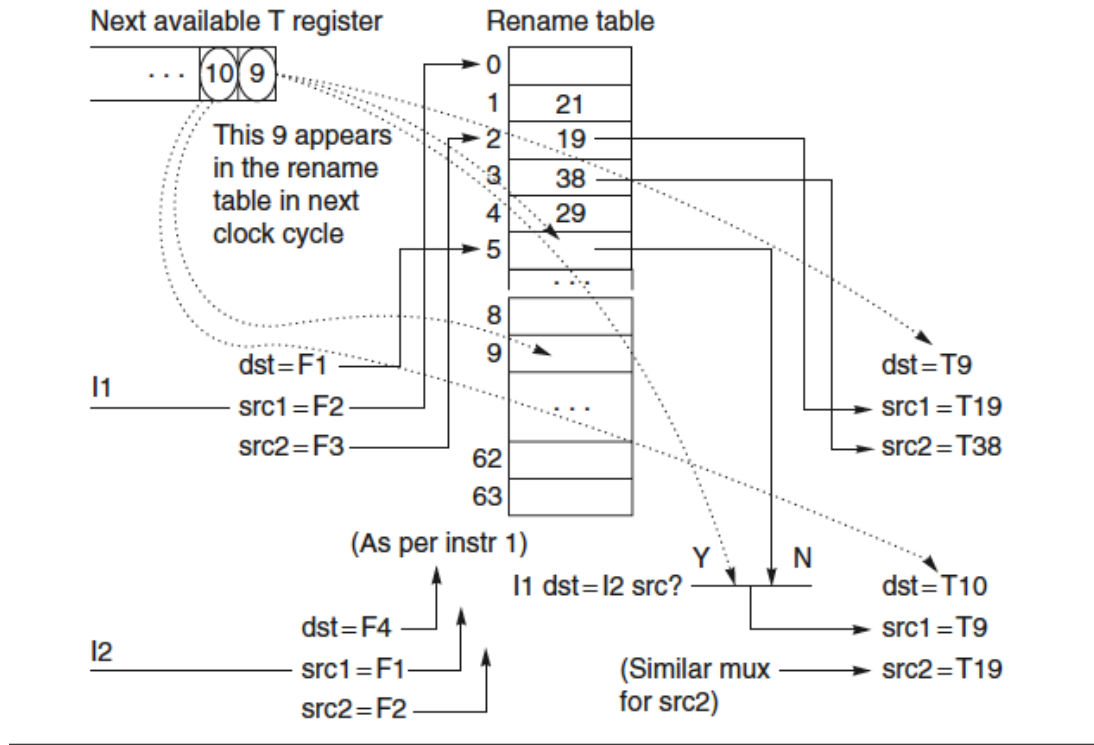 Next available T register
Rename table
. . . 10 9
This 9 appears
in the rename
table in next
clock cycle
0
1 21
2 19
3 38
4 29
5
. . .
8
9
. . .
62
63
I1
dst=F1
src1=F2
src2=F3
dst=T9
src1=T19
src2=T38
(As per instr 1)
I2
dst=F4
src1=F1
src2=F2
Y N
I1 dst=I2 src?
(Similar mux
for src2)
dst=T10
src1=T9
src2=T19